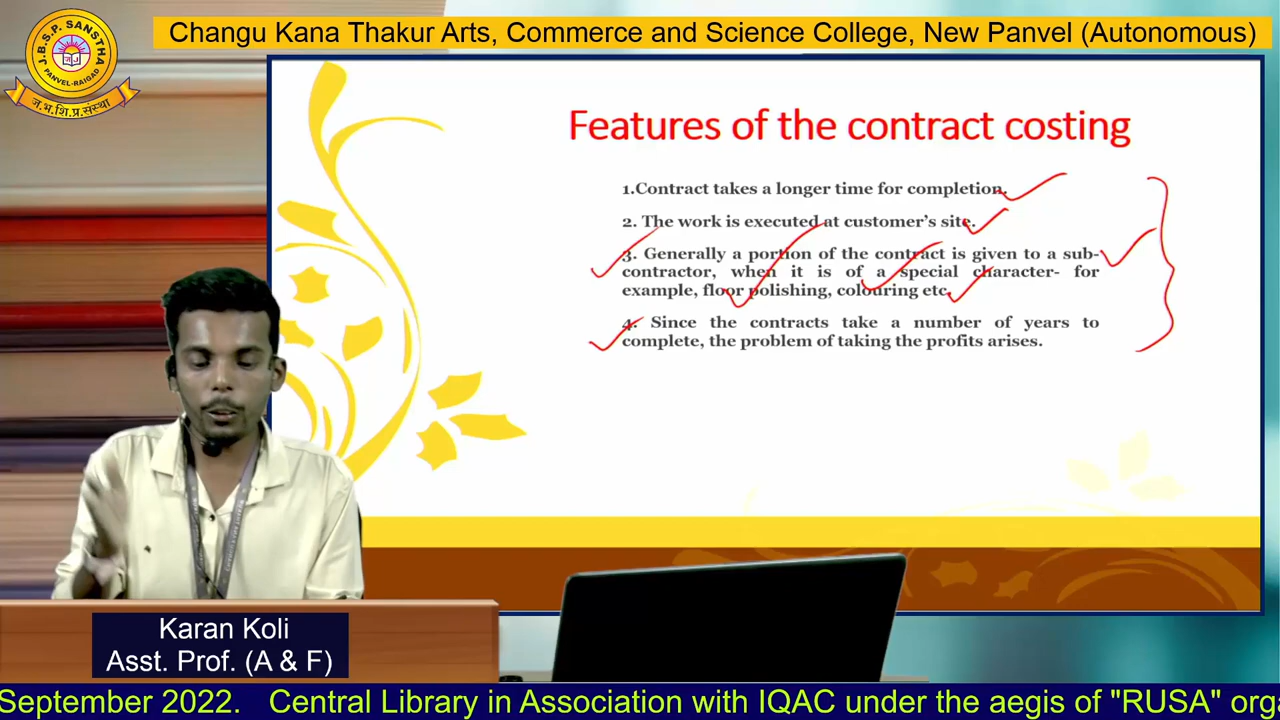 Changu Kana Thakur Arts, Commerce and Science College, New Panvel (Autonomous)
J.B.S.P. SANSTHA
PANVEL-RAIGAD
ज.भ.शि.प्र.संस्था
Features of the contract costing
1.Contract takes a longer time for completion.
2. The work is executed at customer's site.
3. Generally a portion of the contract is given to a sub-
contractor, when it is of a special character- for
example, floor polishing, colouring etc.
4. Since the contracts take a number of years to
complete, the problem of taking the profits arises.
Karan Koli
Asst. Prof. (A & F)
September 2022. Central Library in Association with IQAC under the aegis of "RUSA" orga